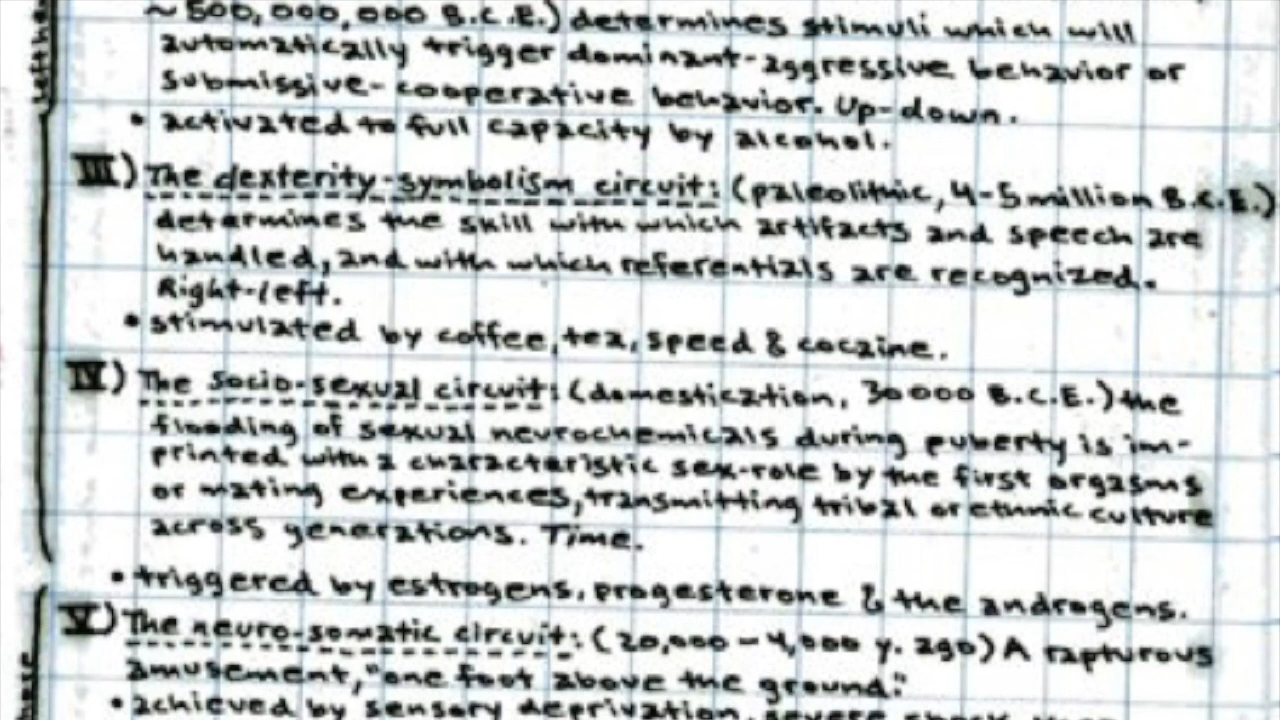 ~500,000,000 B.C.E.) determines stimuli which will
automatically trigger dominant-aggressive behavior or
submissive-cooperative behavior. Up-down.
• activated to full capacity by alcohol.
III) The dexterity-symbolism circuit: (paleolithic, 4-5 million B.C.E.)
determines the skill with which artifacts and speech are
handled, and with which referentials are recognized.
Right-left.
• stimulated by coffee, tea, speed & cocaine.
IV) The socio-sexual circuit: (domestication, 30000 B.C.E.) the
flooding of sexual neurochemicals during puberty is im-
printed with a characteristic sex-role by the first orgasms
or mating experiences, transmitting tribal or ethnic culture
across generations. Time.
• triggered by estrogens, progesterone & the androgens.
V) The neuro-somatic circuit: (20,000 - 4,000 y. ago) A rapturous
amusement, "one foot above the ground."
• achieved by sensory deprivation, severe shock